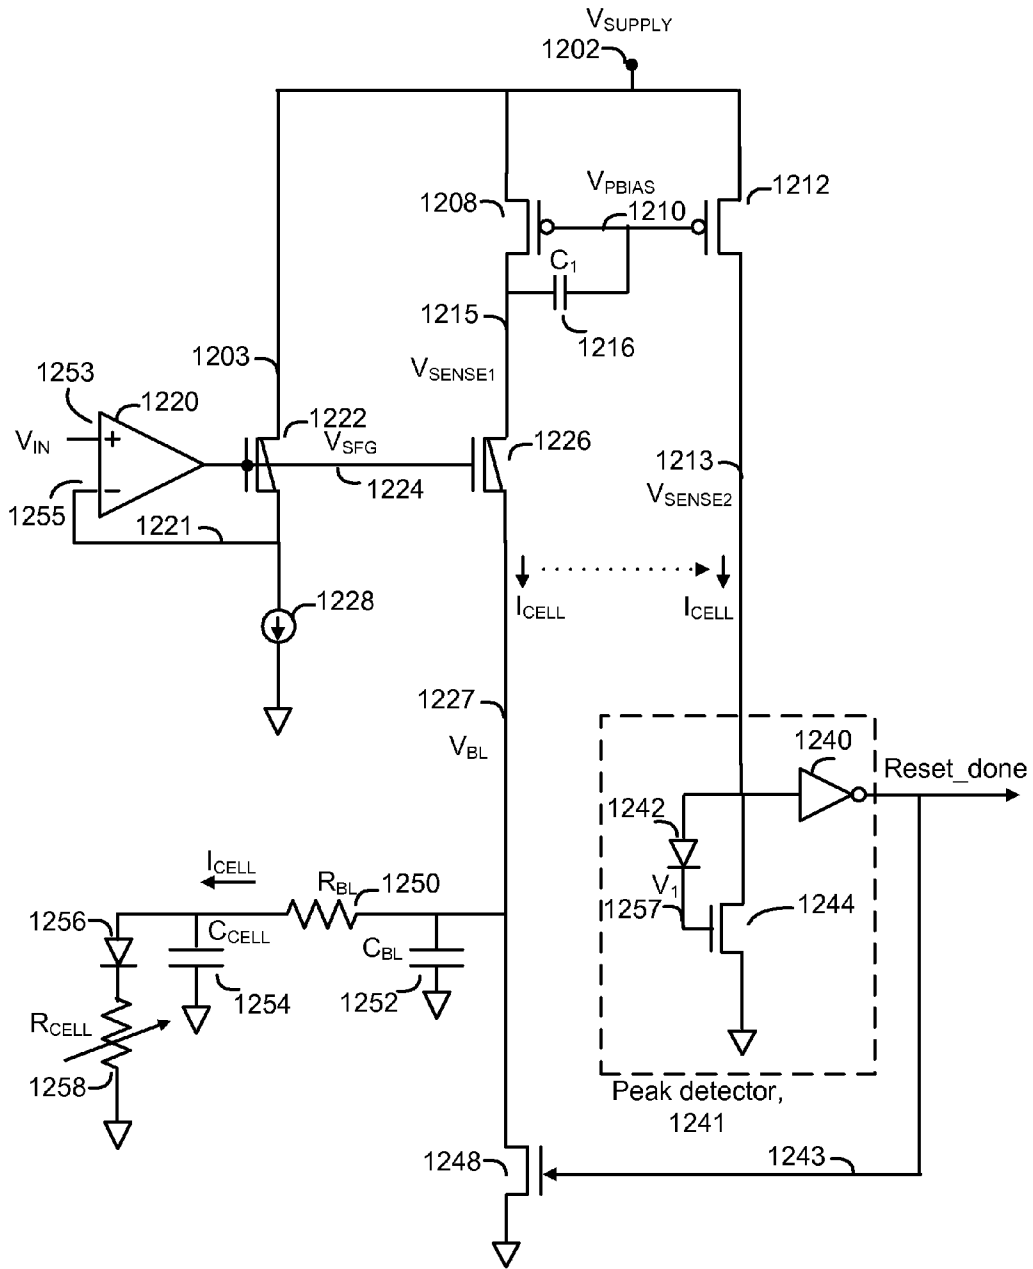 VSUPPLY
1202
1208
VPBIAS
1210
1212
C1
1215
1216
1203
VSENSE1
1253
1220
1222
VIN
+
VSFG
1226
−
1255
1224
1213
1221
VSENSE2
1228
ICELL
ICELL
1227
VBL
1240
Reset_done
1242
ICELL
RBL
1250
V1
1257
1244
1256
CCELL
CBL
1254
1252
RCELL
1258
Peak detector,
1241
1248
1243